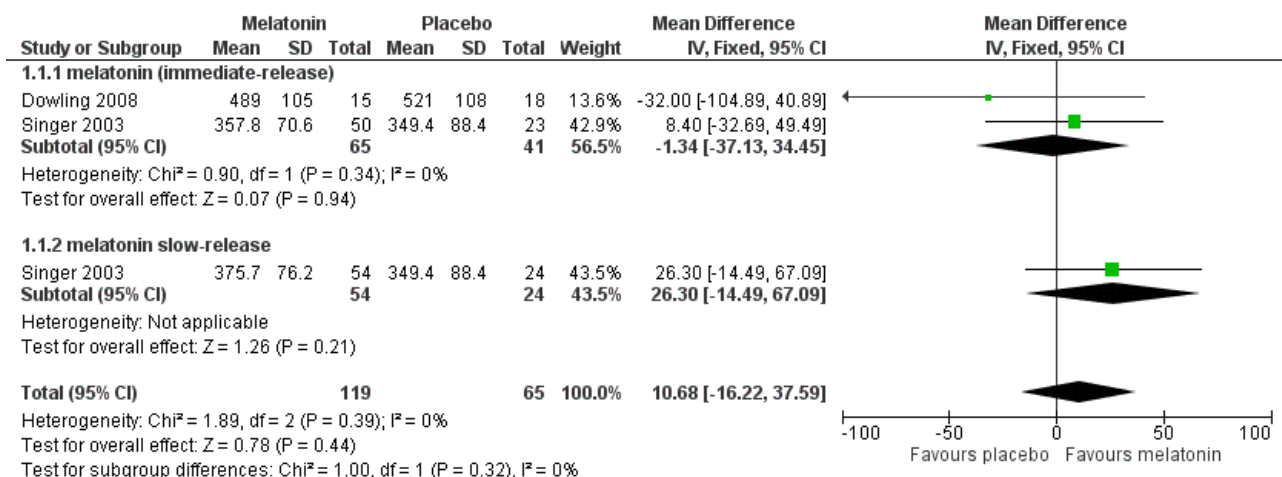 Melatonin Placebo Mean Difference Mean Difference
Study or Subgroup Mean SD Total Mean SD Total Weight IV, Fixed, 95% CI IV, Fixed, 95% CI
1.1.1 melatonin (immediate-release)
Dowling 2008 489 105 15 521 108 18 13.6% -32.00 [-104.89, 40.89]
Singer 2003 357.8 70.6 50 349.4 88.4 23 42.9% 8.40 [-32.69, 49.49]
Subtotal (95% CI) 65 41 56.5% -1.34 [-37.13, 34.45]
Heterogeneity: Chi² = 0.90, df = 1 (P = 0.34); I² = 0%
Test for overall effect: Z = 0.07 (P = 0.94)
1.1.2 melatonin slow-release
Singer 2003 375.7 76.2 54 349.4 88.4 24 43.5% 26.30 [-14.49, 67.09]
Subtotal (95% CI) 54 24 43.5% 26.30 [-14.49, 67.09]
Heterogeneity: Not applicable
Test for overall effect: Z = 1.26 (P = 0.21)
Total (95% CI) 119 65 100.0% 10.68 [-16.22, 37.59]
Heterogeneity: Chi² = 1.89, df = 2 (P = 0.39); I² = 0%
Test for overall effect: Z = 0.78 (P = 0.44)
Test for subgroup differences: Chi² = 1.00, df = 1 (P = 0.32), I² = 0%
-100 -50 0 50 100
Favours placebo Favours melatonin